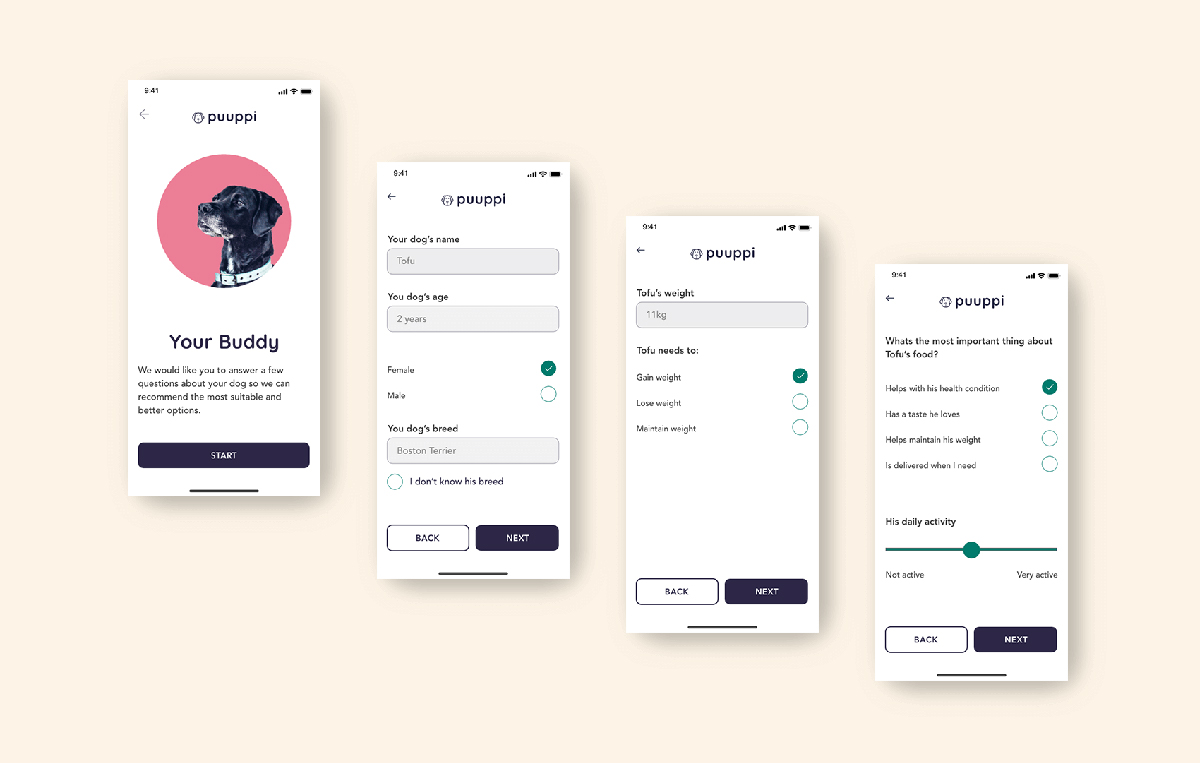 9:41
puuppi
Your Buddy
We would like you to answer a few
questions about your dog so we can
recommend the most suitable and
better options.
START
9:41
puuppi
Your dog's name
Tofu
You dog's age
2 years
Female
Male
You dog's breed
Boston Terrier
I don't know his breed
BACK NEXT
9:41
puuppi
Tofu's weight
11kg
Tofu needs to:
Gain weight
Lose weight
Maintain weight
BACK NEXT
9:41
puuppi
Whats the most important thing about
Tofu's food?
Helps with his health condition
Has a taste he loves
Helps maintain his weight
Is delivered when I need
His daily activity
Not active Very active
BACK NEXT